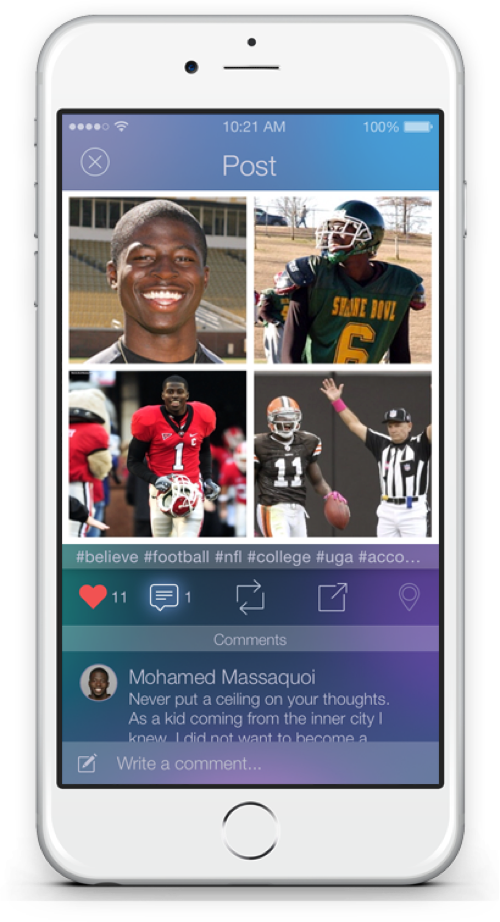 10:21 AM 100%
Post
SHRINE BOWL
6
1
C
11
#believe #football #nfl #college #uga #acco...
11 1
Comments
Mohamed Massaquoi
Never put a ceiling on your thoughts.
As a kid coming from the inner city I
knew, I did not want to become a
Write a comment...